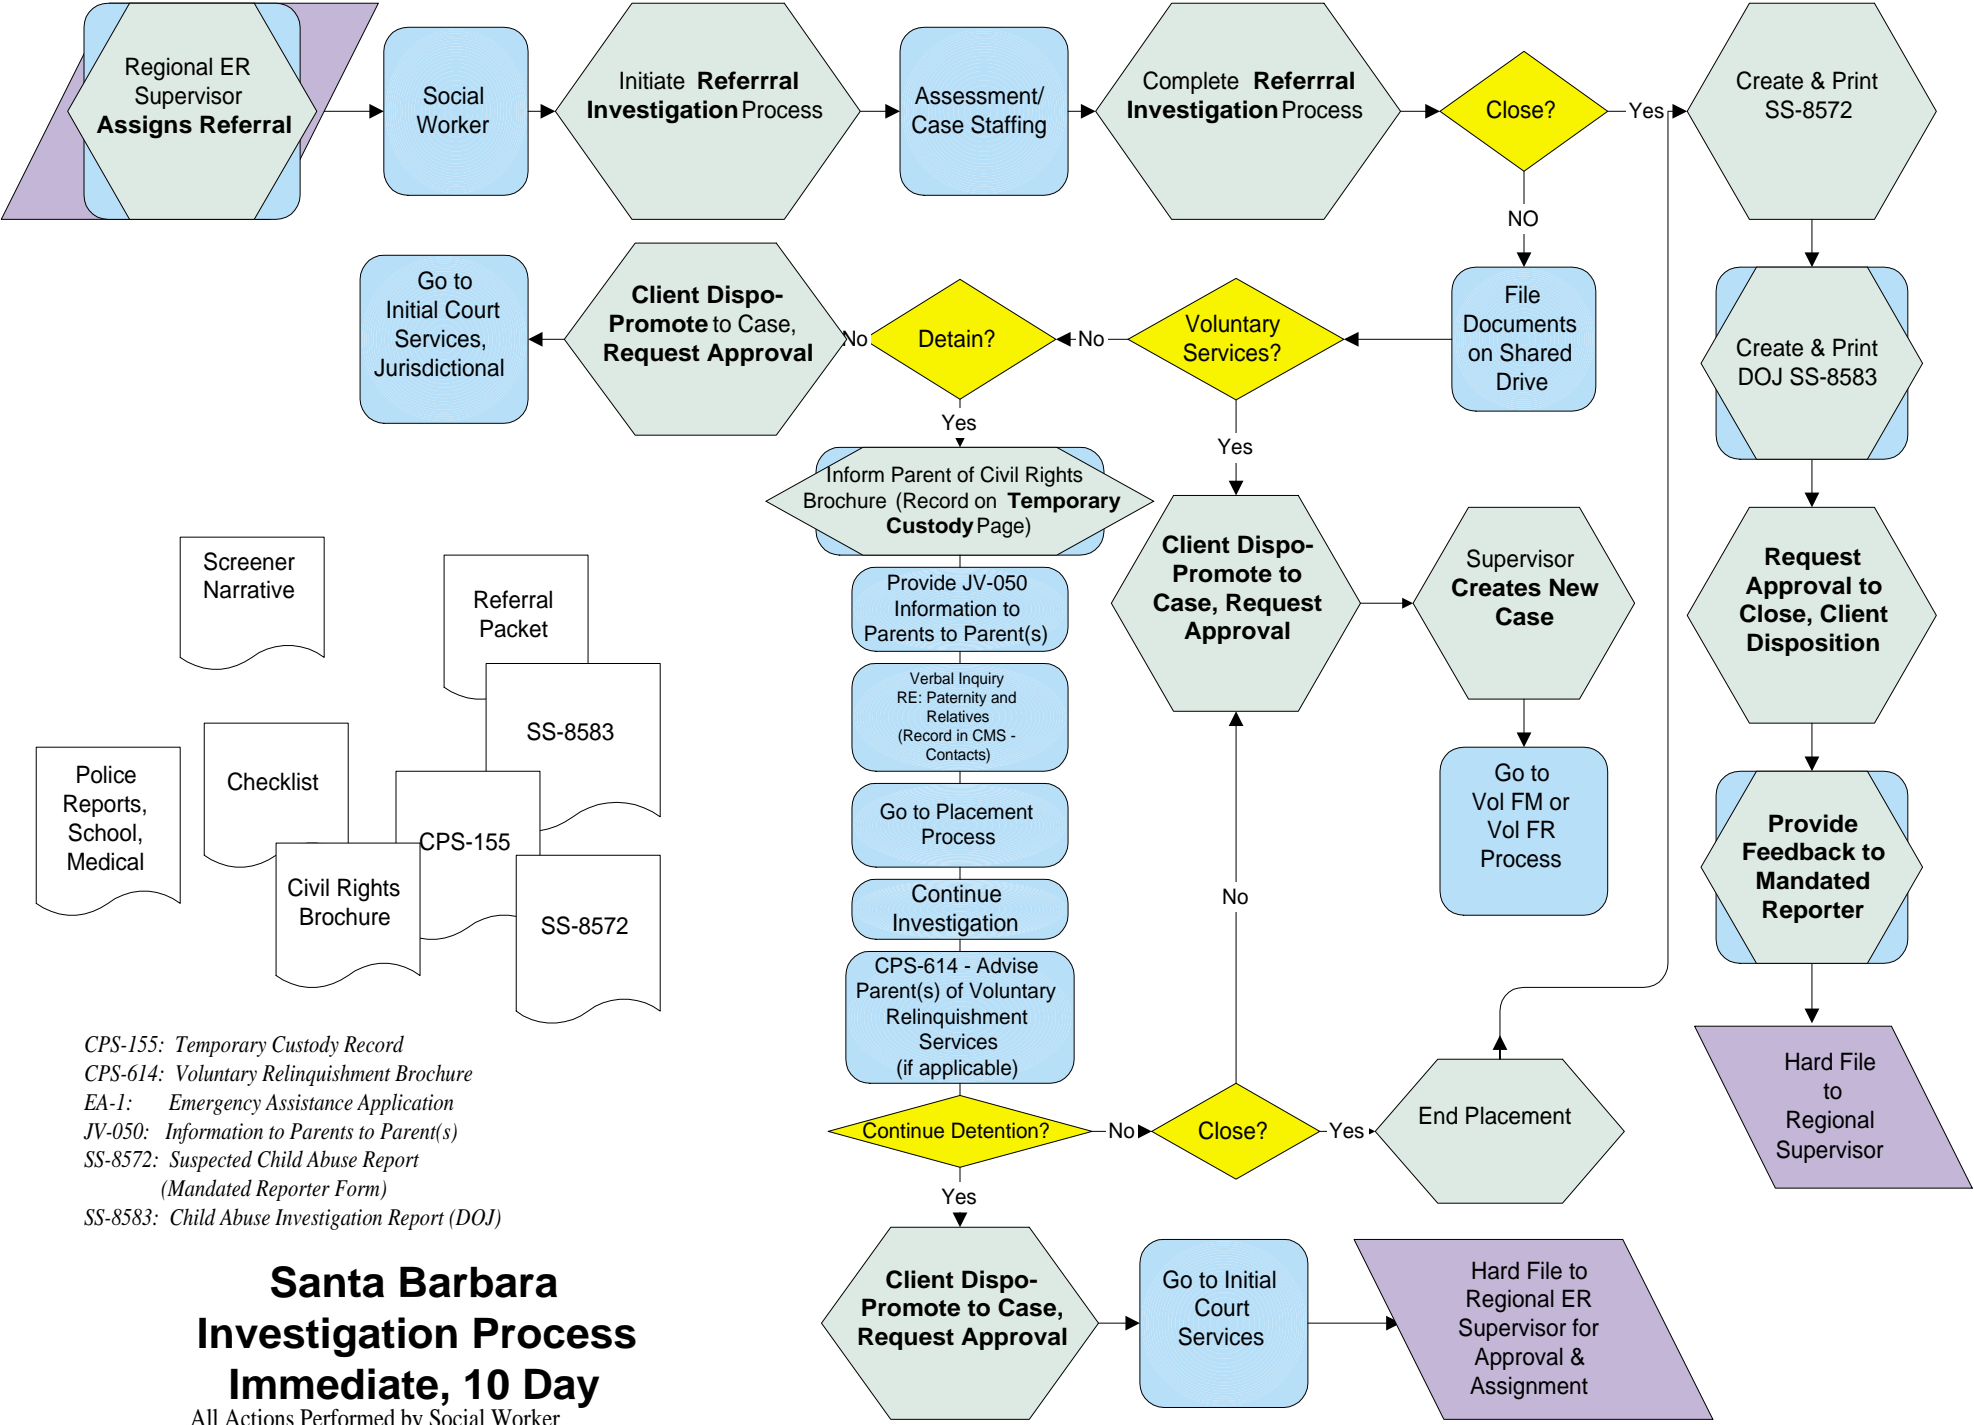 Regional ER
Supervisor
Assigns Referral
Social
Worker
Initiate Referrral
Investigation Process
Assessment/
Case Staffing
Complete Referrral
Investigation Process
Close?
Yes
Create & Print
SS-8572
NO
Go to
Initial Court
Services,
Jurisdictional
Client Dispo-
Promote to Case,
Request Approval
No
Detain?
No
Voluntary
Services?
File
Documents
on Shared
Drive
Create & Print
DOJ SS-8583
Yes
Yes
Inform Parent of Civil Rights
Brochure (Record on Temporary
Custody Page)
Provide JV-050
Information to
Parents to Parent(s)
Verbal Inquiry
RE: Paternity and
Relatives
(Record in CMS -
Contacts)
Go to Placement
Process
Continue
Investigation
CPS-614 - Advise
Parent(s) of Voluntary
Relinquishment
Services
(if applicable)
Client Dispo-
Promote to
Case, Request
Approval
Supervisor
Creates New
Case
Go to
Vol FM or
Vol FR
Process
No
Request
Approval to
Close, Client
Disposition
Provide
Feedback to
Mandated
Reporter
Hard File
to
Regional
Supervisor
Screener
Narrative
Referral
Packet
SS-8583
Police
Reports,
School,
Medical
Checklist
CPS-155
Civil Rights
Brochure
SS-8572
CPS-155: Temporary Custody Record
CPS-614: Voluntary Relinquishment Brochure
EA-1: Emergency Assistance Application
JV-050: Information to Parents to Parent(s)
SS-8572: Suspected Child Abuse Report
(Mandated Reporter Form)
SS-8583: Child Abuse Investigation Report (DOJ)
Continue Detention?
No
Close?
Yes
End Placement
Yes
Client Dispo-
Promote to Case,
Request Approval
Go to Initial
Court
Services
Hard File to
Regional ER
Supervisor for
Approval &
Assignment
Santa Barbara
Investigation Process
Immediate, 10 Day
All Actions Performed by Social Worker